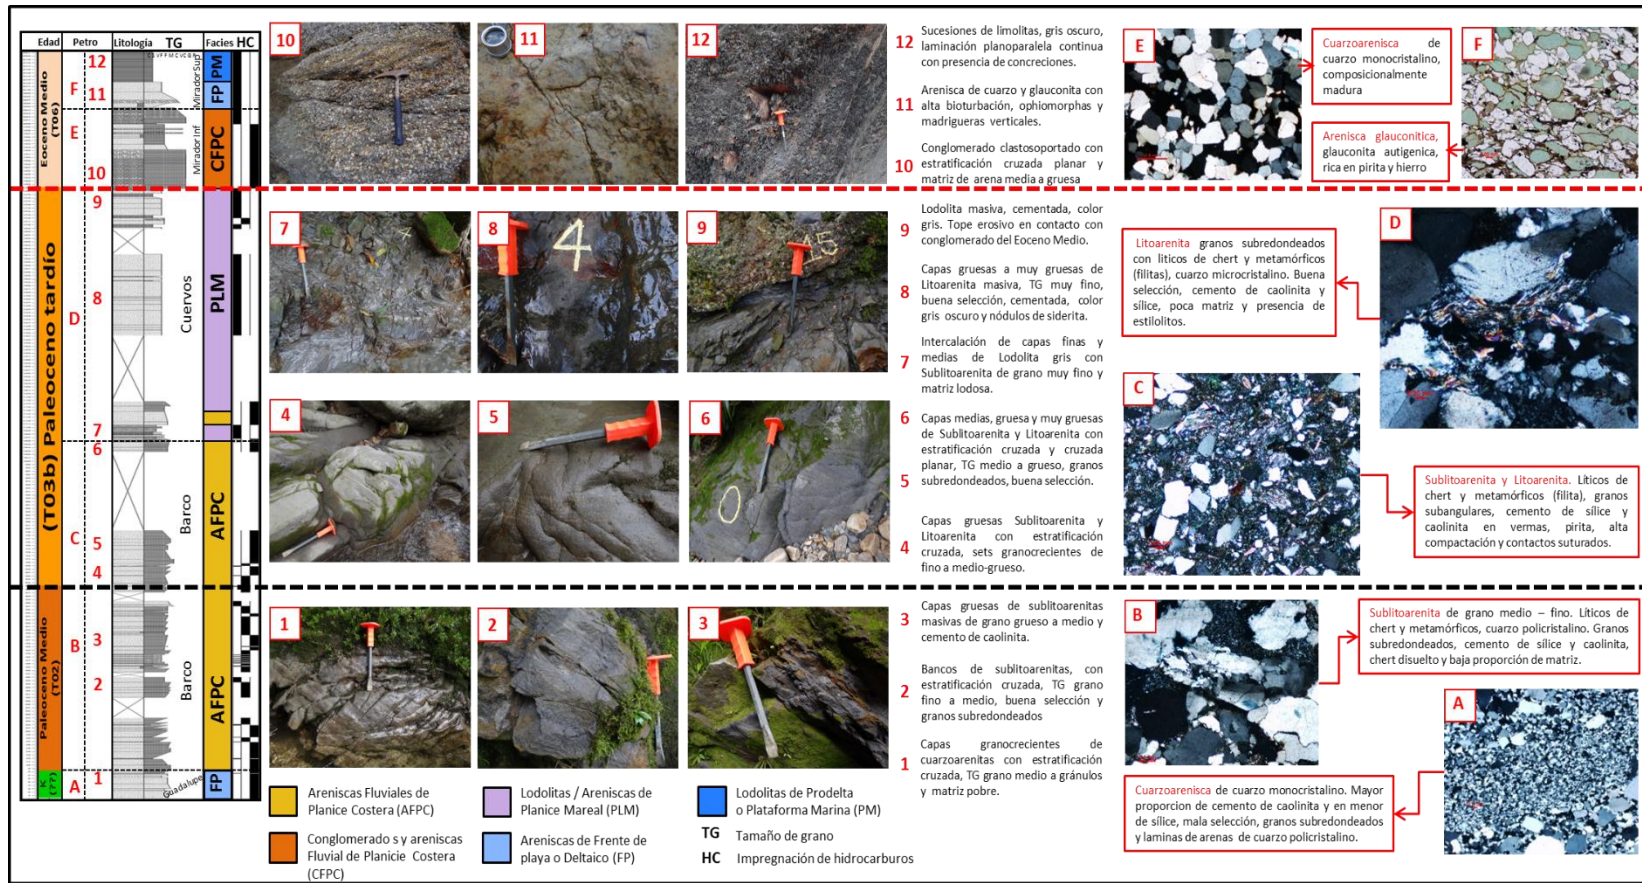 Edad Petro Litología TG Facies HC
Eoceno Medio
(T06)
(T03b) Paleoceno tardío
Paleoceno Medio
(T02)
K
(??)
12
F
11
E
10
9
8
D
7
6
C
5
4
B
3
2
A
1
Mirador Sup
Mirador Inf
Cuervos
Barco
Barco
Guadalupe
PM
FP
CFPC
PLM
AFPC
AFPC
FP
10
11
12
7
8
9
4
15
4
5
6
0
1
2
3
12
Sucesiones de limolitas, gris oscuro,
laminación planoparalela continua
con presencia de concreciones.
11
Arenisca de cuarzo y glauconita con
alta bioturbación, ophiomorphas y
madrigueras verticales.
10
Conglomerado clastosoportado con
estratificación cruzada planar y
matriz de arena media a gruesa
9
Lodolita masiva, cementada, color
gris. Tope erosivo en contacto con
conglomerado del Eoceno Medio.
8
Capas gruesas a muy gruesas de
Litoarenita masiva, TG muy fino,
buena selección, cementada, color
gris oscuro y nódulos de siderita.
7
Intercalación de capas finas y
medias de Lodolita gris con
Sublitoarenita de grano muy fino y
matriz lodosa.
6
Capas medias, gruesa y muy gruesas
de Sublitoarenita y Litoarenita con
estratificación cruzada y cruzada
planar, TG medio a grueso, granos
subredondeados, buena selección.
5
4
Capas gruesas Sublitoarenita y
Litoarenita con estratificación
cruzada, sets granocrecientes de
fino a medio-grueso.
3
Capas gruesas de sublitoarenitas
masivas de grano grueso a medio y
cemento de caolinita.
2
Bancos de sublitoarenitas, con
estratificación cruzada, TG grano
fino a medio, buena selección y
granos subredondeados
1
Capas granocrecientes de
cuarzoarenitas con estratificación
cruzada, TG grano medio a gránulos
y matriz pobre.
E
Cuarzoarenisca de
cuarzo monocristalino,
composicionalmente
madura
F
Arenisca glauconitica,
glauconita autigenica,
rica en pirita y hierro
D
Litoarenita granos subredondeados
con liticos de chert y metamórficos
(filitas), cuarzo microcristalino. Buena
selección, cemento de caolinita y
sílice, poca matriz y presencia de
estilolitos.
C
Sublitoarenita y Litoarenita. Líticos de
chert y metamórficos (filita), granos
subangulares, cemento de sílice y
caolinita en vermas, pirita, alta
compactación y contactos suturados.
B
Sublitoarenita de grano medio – fino. Líticos de
chert y metamórficos, cuarzo policristalino. Granos
subredondeados, cemento de sílice y caolinita,
chert disuelto y baja proporción de matriz.
A
Cuarzoarenisca de cuarzo monocristalino. Mayor
proporcion de cemento de caolinita y en menor
de sílice, mala selección, granos subredondeados
y laminas de arenas de cuarzo policristalino.
Areniscas Fluviales de
Planice Costera (AFPC)
Conglomerado s y areniscas
Fluvial de Planicie Costera
(CFPC)
Lodolitas / Areniscas de
Planice Mareal (PLM)
Areniscas de Frente de
playa o Deltaico (FP)
Lodolitas de Prodelta
o Plataforma Marina (PM)
TG Tamaño de grano
HC Impregnación de hidrocarburos